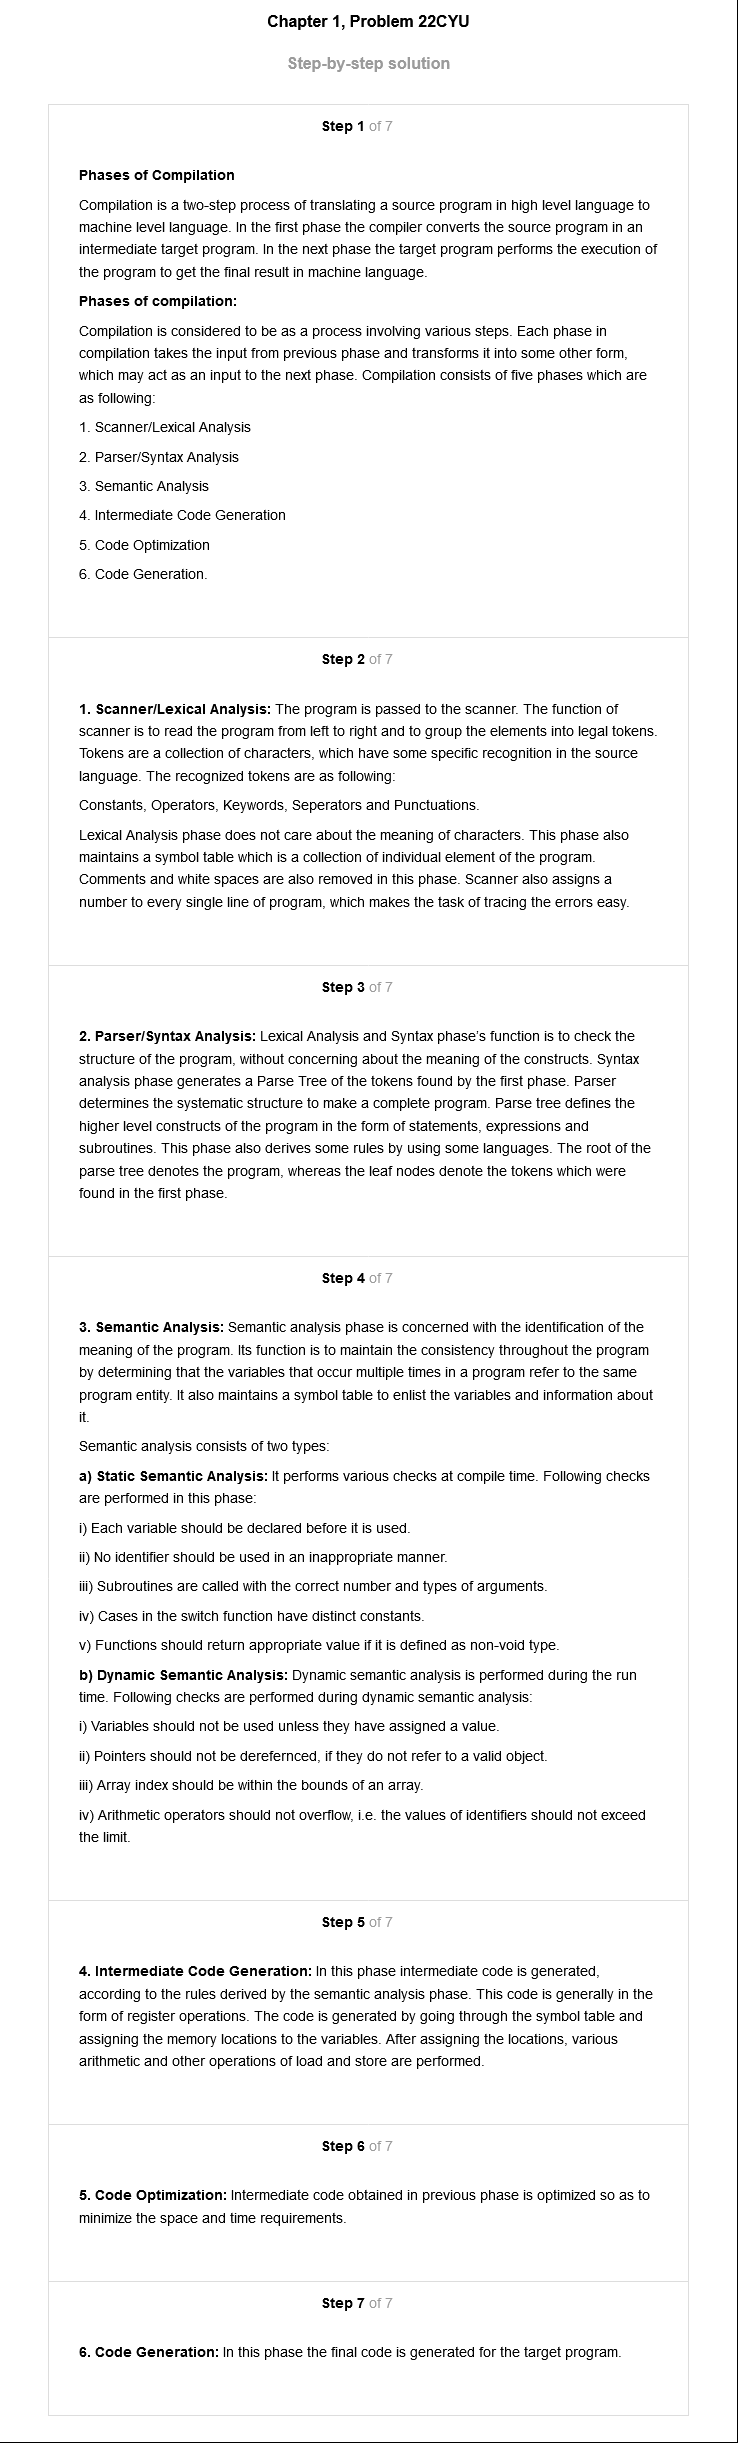 Chapter 1, Problem 22CYU
Step-by-step solution
Step 1 of 7
Phases of Compilation
Compilation is a two-step process of translating a source program in high level language to
machine level language. In the first phase the compiler converts the source program in an
intermediate target program. In the next phase the target program performs the execution of
the program to get the final result in machine language.
Phases of compilation:
Compilation is considered to be as a process involving various steps. Each phase in
compilation takes the input from previous phase and transforms it into some other form,
which may act as an input to the next phase. Compilation consists of five phases which are
as following:
1. Scanner/Lexical Analysis
2. Parser/Syntax Analysis
3. Semantic Analysis
4. Intermediate Code Generation
5. Code Optimization
6. Code Generation.
Step 2 of 7
1. Scanner/Lexical Analysis: The program is passed to the scanner. The function of
scanner is to read the program from left to right and to group the elements into legal tokens.
Tokens are a collection of characters, which have some specific recognition in the source
language. The recognized tokens are as following:
Constants, Operators, Keywords, Seperators and Punctuations.
Lexical Analysis phase does not care about the meaning of characters. This phase also
maintains a symbol table which is a collection of individual element of the program.
Comments and white spaces are also removed in this phase. Scanner also assigns a
number to every single line of program, which makes the task of tracing the errors easy.
Step 3 of 7
2. Parser/Syntax Analysis: Lexical Analysis and Syntax phase's function is to check the
structure of the program, without concerning about the meaning of the constructs. Syntax
analysis phase generates a Parse Tree of the tokens found by the first phase. Parser
determines the systematic structure to make a complete program. Parse tree defines the
higher level constructs of the program in the form of statements, expressions and
subroutines. This phase also derives some rules by using some languages. The root of the
parse tree denotes the program, whereas the leaf nodes denote the tokens which were
found in the first phase.
Step 4 of 7
3. Semantic Analysis: Semantic analysis phase is concerned with the identification of the
meaning of the program. Its function is to maintain the consistency throughout the program
by determining that the variables that occur multiple times in a program refer to the same
program entity. It also maintains a symbol table to enlist the variables and information about
it.
Semantic analysis consists of two types:
a) Static Semantic Analysis: It performs various checks at compile time. Following checks
are performed in this phase:
i) Each variable should be declared before it is used.
ii) No identifier should be used in an inappropriate manner.
iii) Subroutines are called with the correct number and types of arguments.
iv) Cases in the switch function have distinct constants.
v) Functions should return appropriate value if it is defined as non-void type.
b) Dynamic Semantic Analysis: Dynamic semantic analysis is performed during the run
time. Following checks are performed during dynamic semantic analysis:
i) Variables should not be used unless they have assigned a value.
ii) Pointers should not be derefernced, if they do not refer to a valid object.
iii) Array index should be within the bounds of an array.
iv) Arithmetic operators should not overflow, i.e. the values of identifiers should not exceed
the limit.
Step 5 of 7
4. Intermediate Code Generation: In this phase intermediate code is generated,
according to the rules derived by the semantic analysis phase. This code is generally in the
form of register operations. The code is generated by going through the symbol table and
assigning the memory locations to the variables. After assigning the locations, various
arithmetic and other operations of load and store are performed.
Step 6 of 7
5. Code Optimization: Intermediate code obtained in previous phase is optimized so as to
minimize the space and time requirements.
Step 7 of 7
6. Code Generation: In this phase the final code is generated for the target program.